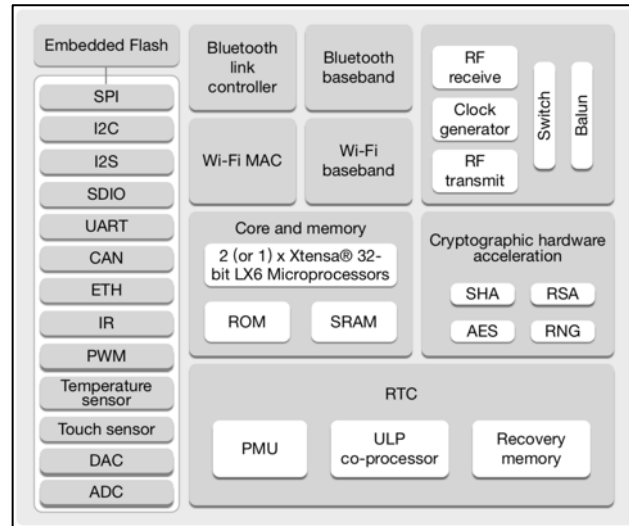 Embedded Flash
SPI
I2C
I2S
SDIO
UART
CAN
ETH
IR
PWM
Temperature
sensor
Touch sensor
DAC
ADC
Bluetooth
link
controller
Bluetooth
baseband
Wi-Fi MAC
Wi-Fi
baseband
RF
receive
Clock
generator
RF
transmit
Switch
Balun
Core and memory
2 (or 1) x Xtensa® 32-
bit LX6 Microprocessors
ROM
SRAM
Cryptographic hardware
acceleration
SHA
RSA
AES
RNG
RTC
PMU
ULP
co-processor
Recovery
memory